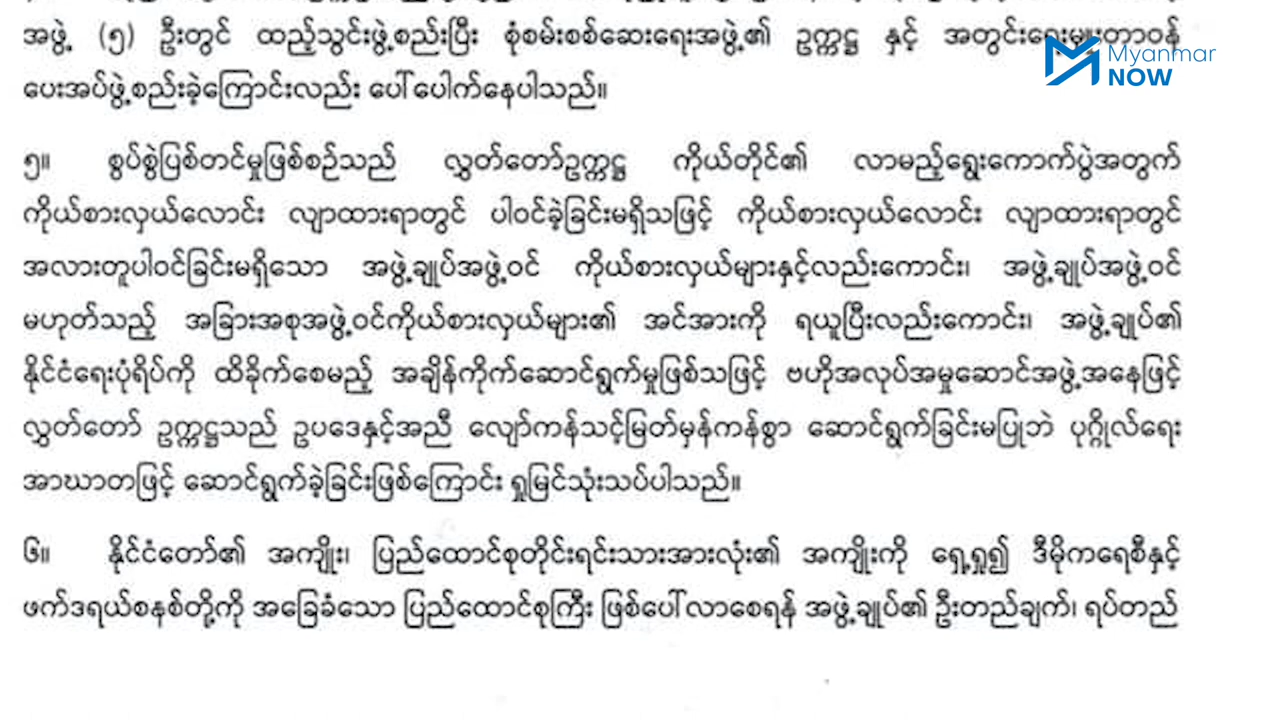 အဖွဲ့ (၅) ဦးတွင် ထည့်သွင်းဖွဲ့စည်းပြီး စုံစမ်းစစ်ဆေးရေးအဖွဲ့၏ ဥက္ကဋ္ဌ နှင့် အတွင်းရေးမှူးတာဝန်
Myanmar
NOW
ပေးအပ်ဖွဲ့စည်းခဲ့ကြောင်းလည်း ပေါ်ပေါက်နေပါသည်။
၅။ စွပ်စွဲပြစ်တင်မှုဖြစ်စဉ်သည် လွှတ်တော်ဥက္ကဋ္ဌ ကိုယ်တိုင်၏ လာမည့်ရွေးကောက်ပွဲအတွက်
ကိုယ်စားလှယ်လောင်း လျာထားရာတွင် ပါဝင်ခဲ့ခြင်းမရှိသဖြင့် ကိုယ်စားလှယ်လောင်း လျာထားရာတွင်
အလားတူပါဝင်ခြင်းမရှိသော အဖွဲ့ချုပ်အဖွဲ့ဝင် ကိုယ်စားလှယ်များနှင့်လည်းကောင်း၊ အဖွဲ့ချုပ်အဖွဲ့ဝင်
မဟုတ်သည့် အခြားအစုအဖွဲ့ဝင်ကိုယ်စားလှယ်များ၏ အင်အားကို ရယူပြီးလည်းကောင်း၊ အဖွဲ့ချုပ်၏
နိုင်ငံရေးပုံရိပ်ကို ထိခိုက်စေမည့် အချိန်ကိုက်ဆောင်ရွက်မှုဖြစ်သဖြင့် ဗဟိုအလုပ်အမှုဆောင်အဖွဲ့အနေဖြင့်
လွှတ်တော် ဥက္ကဋ္ဌသည် ဥပဒေနှင့်အညီ လျော်ကန်သင့်မြတ်မှန်ကန်စွာ ဆောင်ရွက်ခြင်းမပြုဘဲ ပုဂ္ဂိုလ်ရေး
အာဃာတဖြင့် ဆောင်ရွက်ခဲ့ခြင်းဖြစ်ကြောင်း ရှုမြင်သုံးသပ်ပါသည်။
၆။ နိုင်ငံတော်၏ အကျိုး၊ ပြည်ထောင်စုတိုင်းရင်းသားအားလုံး၏ အကျိုးကို ရှေ့ရှု၍ ဒီမိုကရေစီနှင့်
ဖက်ဒရယ်စနစ်တို့ကို အခြေခံသော ပြည်ထောင်စုကြီး ဖြစ်ပေါ်လာစေရန် အဖွဲ့ချုပ်၏ ဦးတည်ချက်၊ ရပ်တည်